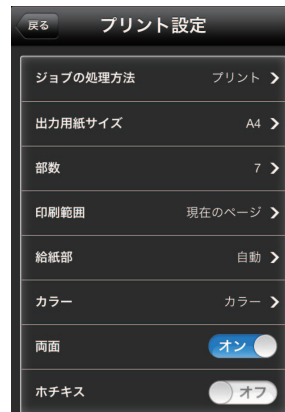 戻る プリント設定
ジョブの処理方法 プリント
出力用紙サイズ A4
部数 7
印刷範囲 現在のページ
給紙部 自動
カラー カラー
両面 オン
ホチキス オフ